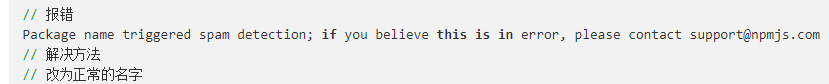 // 报错
Package name triggered spam detection; if you believe this is in error, please contact support@npmjs.com
// 解决方法
// 改为正常的名字